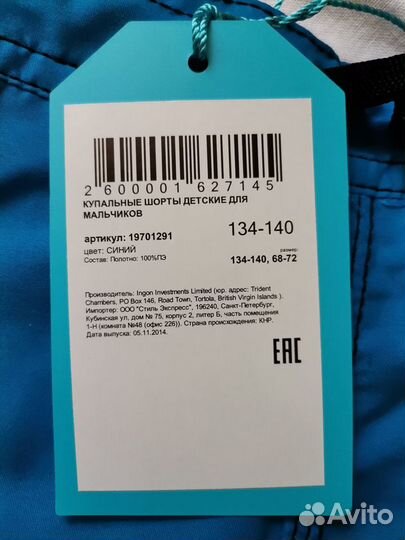 2 600001 627145
КУПАЛЬНЫЕ ШОРТЫ ДЕТСКИЕ ДЛЯ
МАЛЬЧИКОВ
134-140
артикул: 19701291
цвет: СИНИЙ
Состав: Полотно: 100%ПЭ
размер:
134-140, 68-72
Производитель: Ingon Investments Limited (юр. адрес: Trident
Chambers, PO Box 146, Road Town, Tortola, British Virgin Islands ).
Импортер: ООО "Стиль Экспресс", 196240, Санкт-Петербург,
Кубинская ул, дом № 75, корпус 2, литер Б, часть помещения
1-Н (комната №48 (офис 226)). Страна происхождения: КНР.
Дата выпуска: 05.11.2014.
EAC
Avito